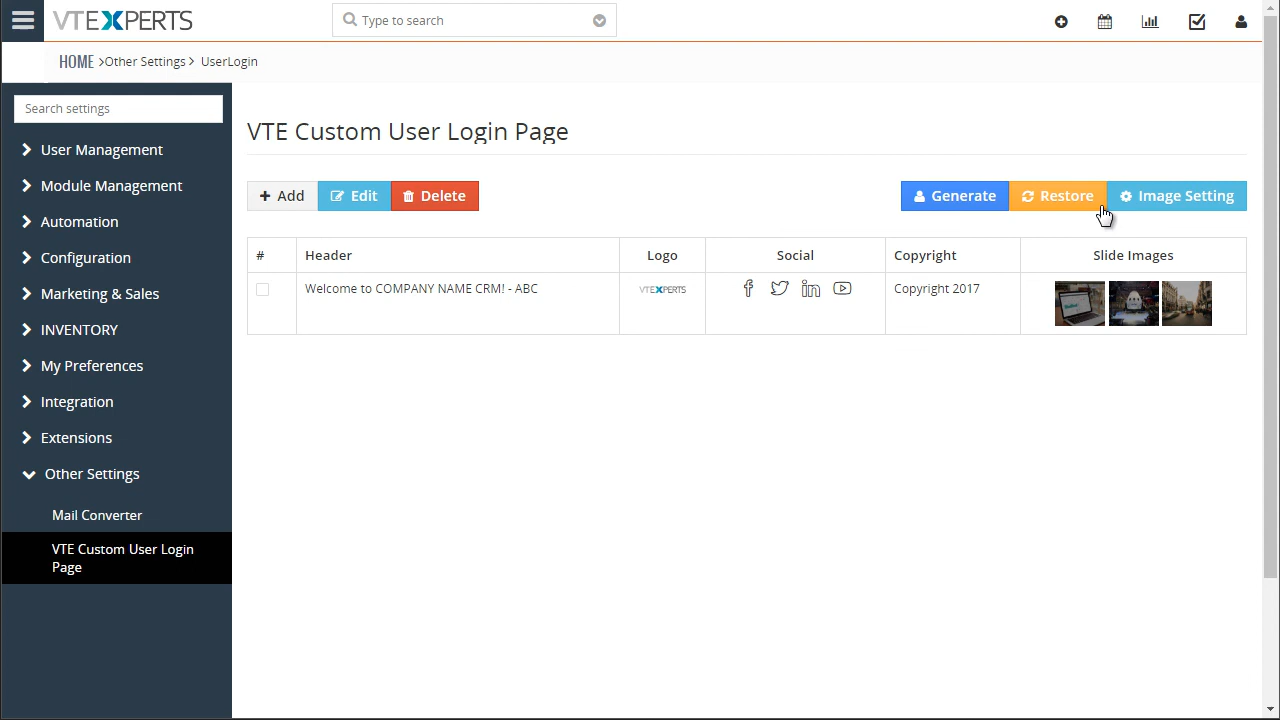 VTEXPERTS
Type to search
HOME >Other Settings > UserLogin
Search settings
User Management
Module Management
Automation
Configuration
Marketing & Sales
INVENTORY
My Preferences
Integration
Extensions
Other Settings
Mail Converter
VTE Custom User Login
Page
VTE Custom User Login Page
+ Add Edit Delete Generate Restore Image Setting
# Header Logo Social Copyright Slide Images
Welcome to COMPANY NAME CRM! - ABC VTEXPERTS Copyright 2017